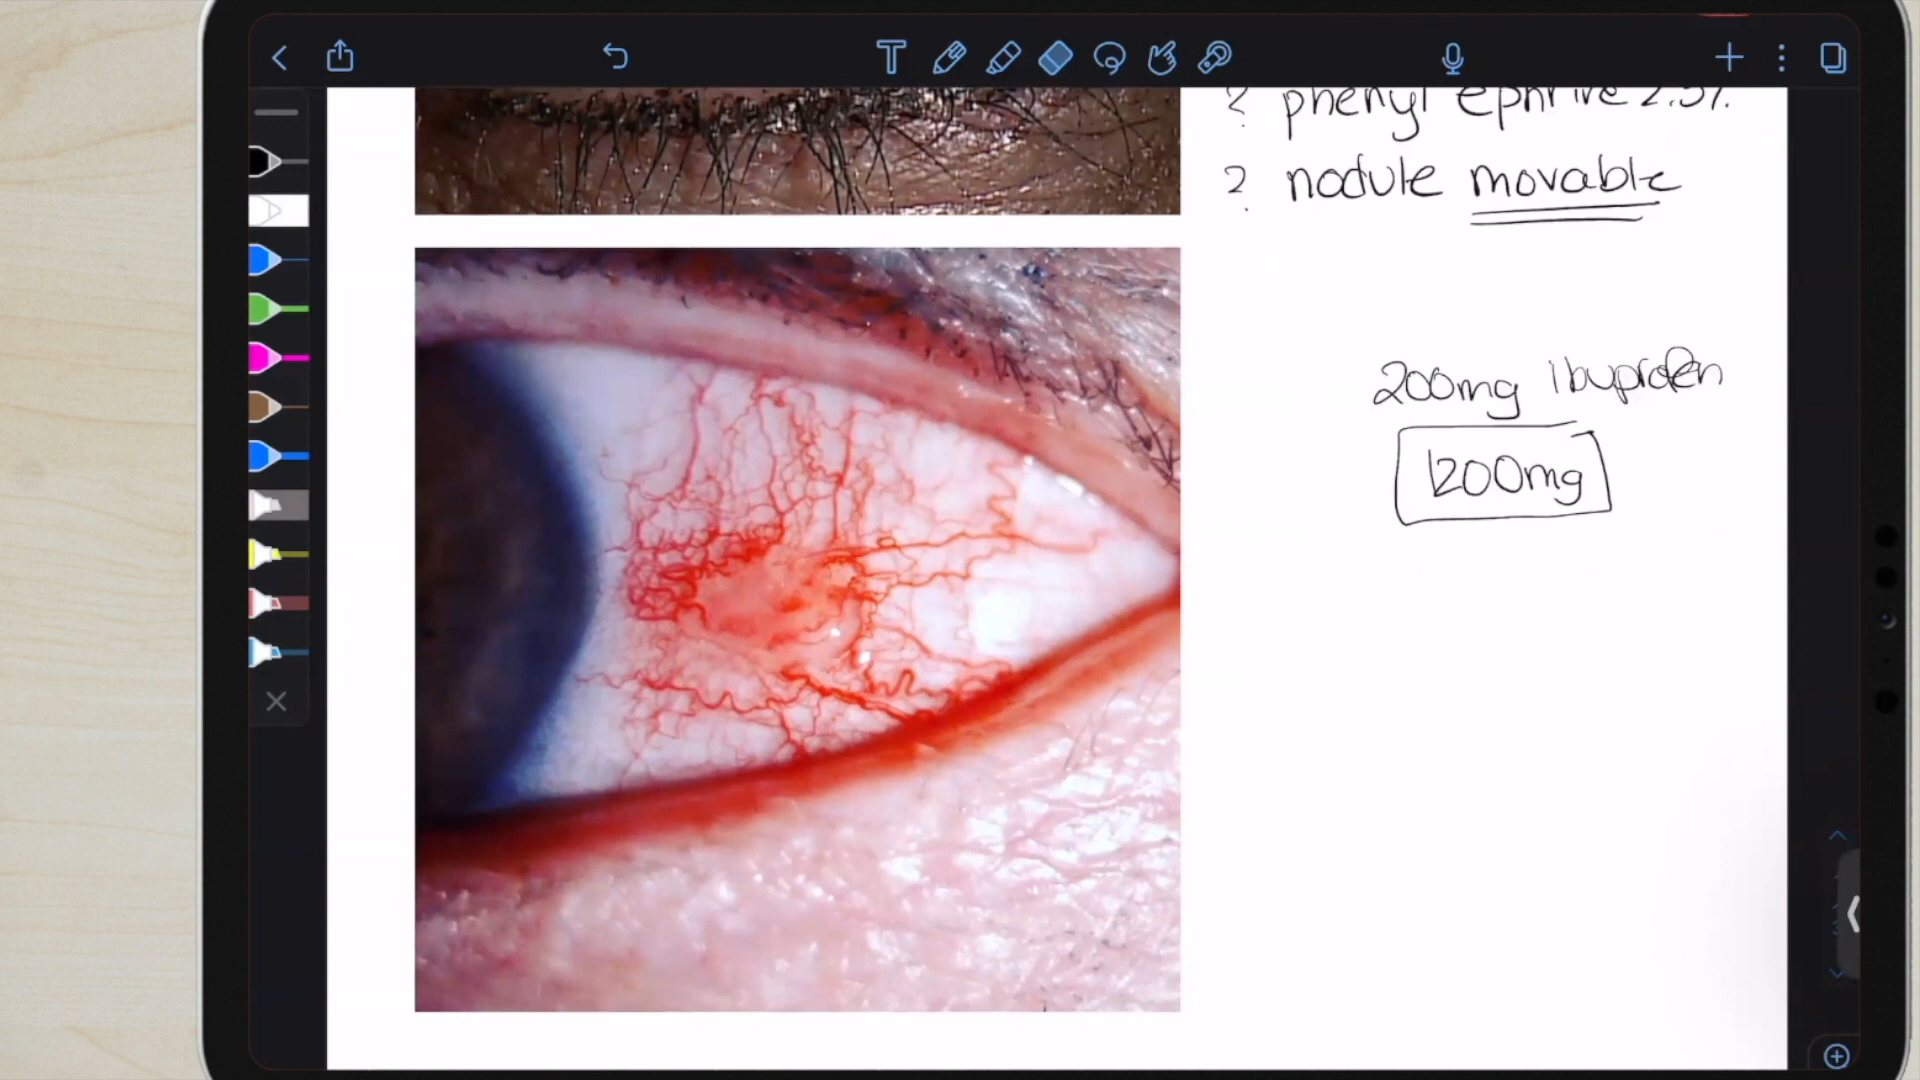 ? phenyl ephrine 2.5%.
? nodule movable
200mg ibuprofen
1200mg